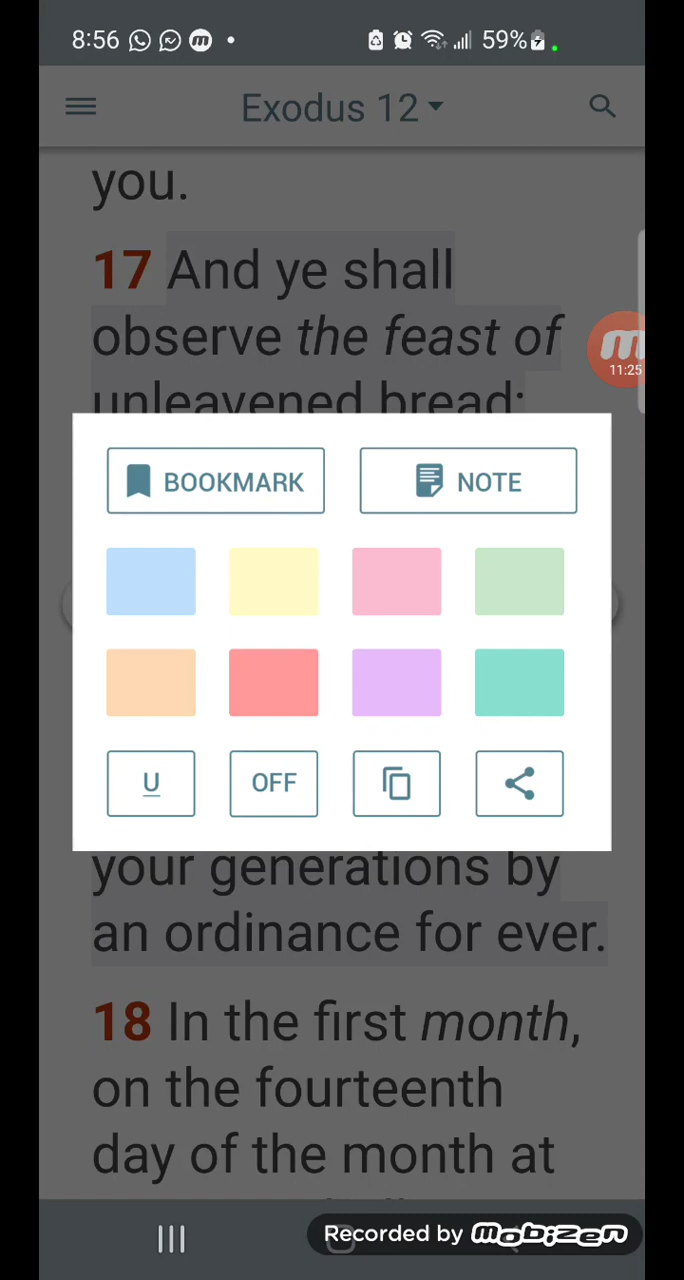 8:56
59%
Exodus 12
you.
17 And ye shall
observe the feast of
unleavened bread;
11:25
BOOKMARK
NOTE
U
OFF
your generations by
an ordinance for ever.
18 In the first month,
on the fourteenth
day of the month at
Recorded by mobizen